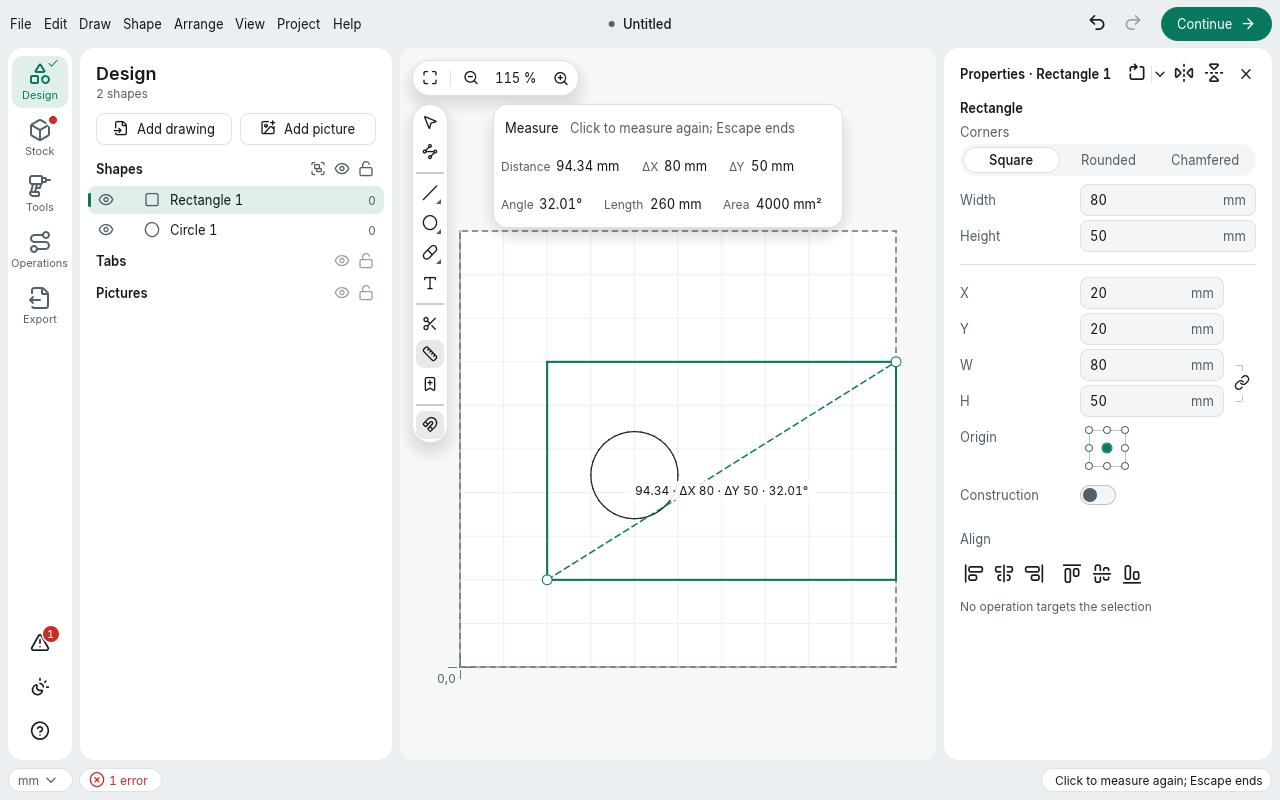 File Edit Draw Shape Arrange View Project Help
Untitled
Continue
Design
Stock
Tools
Operations
Export
1
Design
2 shapes
Add drawing
Add picture
Shapes
Rectangle 1 0
Circle 1 0
Tabs
Pictures
115 %
Measure Click to measure again; Escape ends
Distance 94.34 mm ΔX 80 mm ΔY 50 mm
Angle 32.01° Length 260 mm Area 4000 mm²
94.34 · ΔX 80 · ΔY 50 · 32.01°
0,0
Properties · Rectangle 1
Rectangle
Corners
Square Rounded Chamfered
Width 80 mm
Height 50 mm
X 20 mm
Y 20 mm
W 80 mm
H 50 mm
Origin
Construction
Align
No operation targets the selection
mm
1 error
Click to measure again; Escape ends